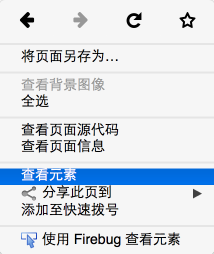 将页面另存为...
查看背景图像
全选
查看页面源代码
查看页面信息
查看元素
分享此页到
添加至快速拨号
使用 Firebug 查看元素